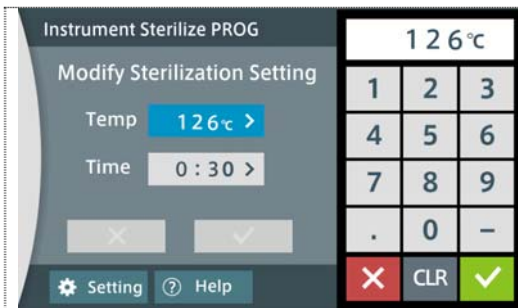 Instrument Sterilize PROG
Modify Sterilization Setting
Temp 126℃ >
Time 0:30 >
Setting Help
126℃
1 2 3
4 5 6
7 8 9
. 0 –
CLR